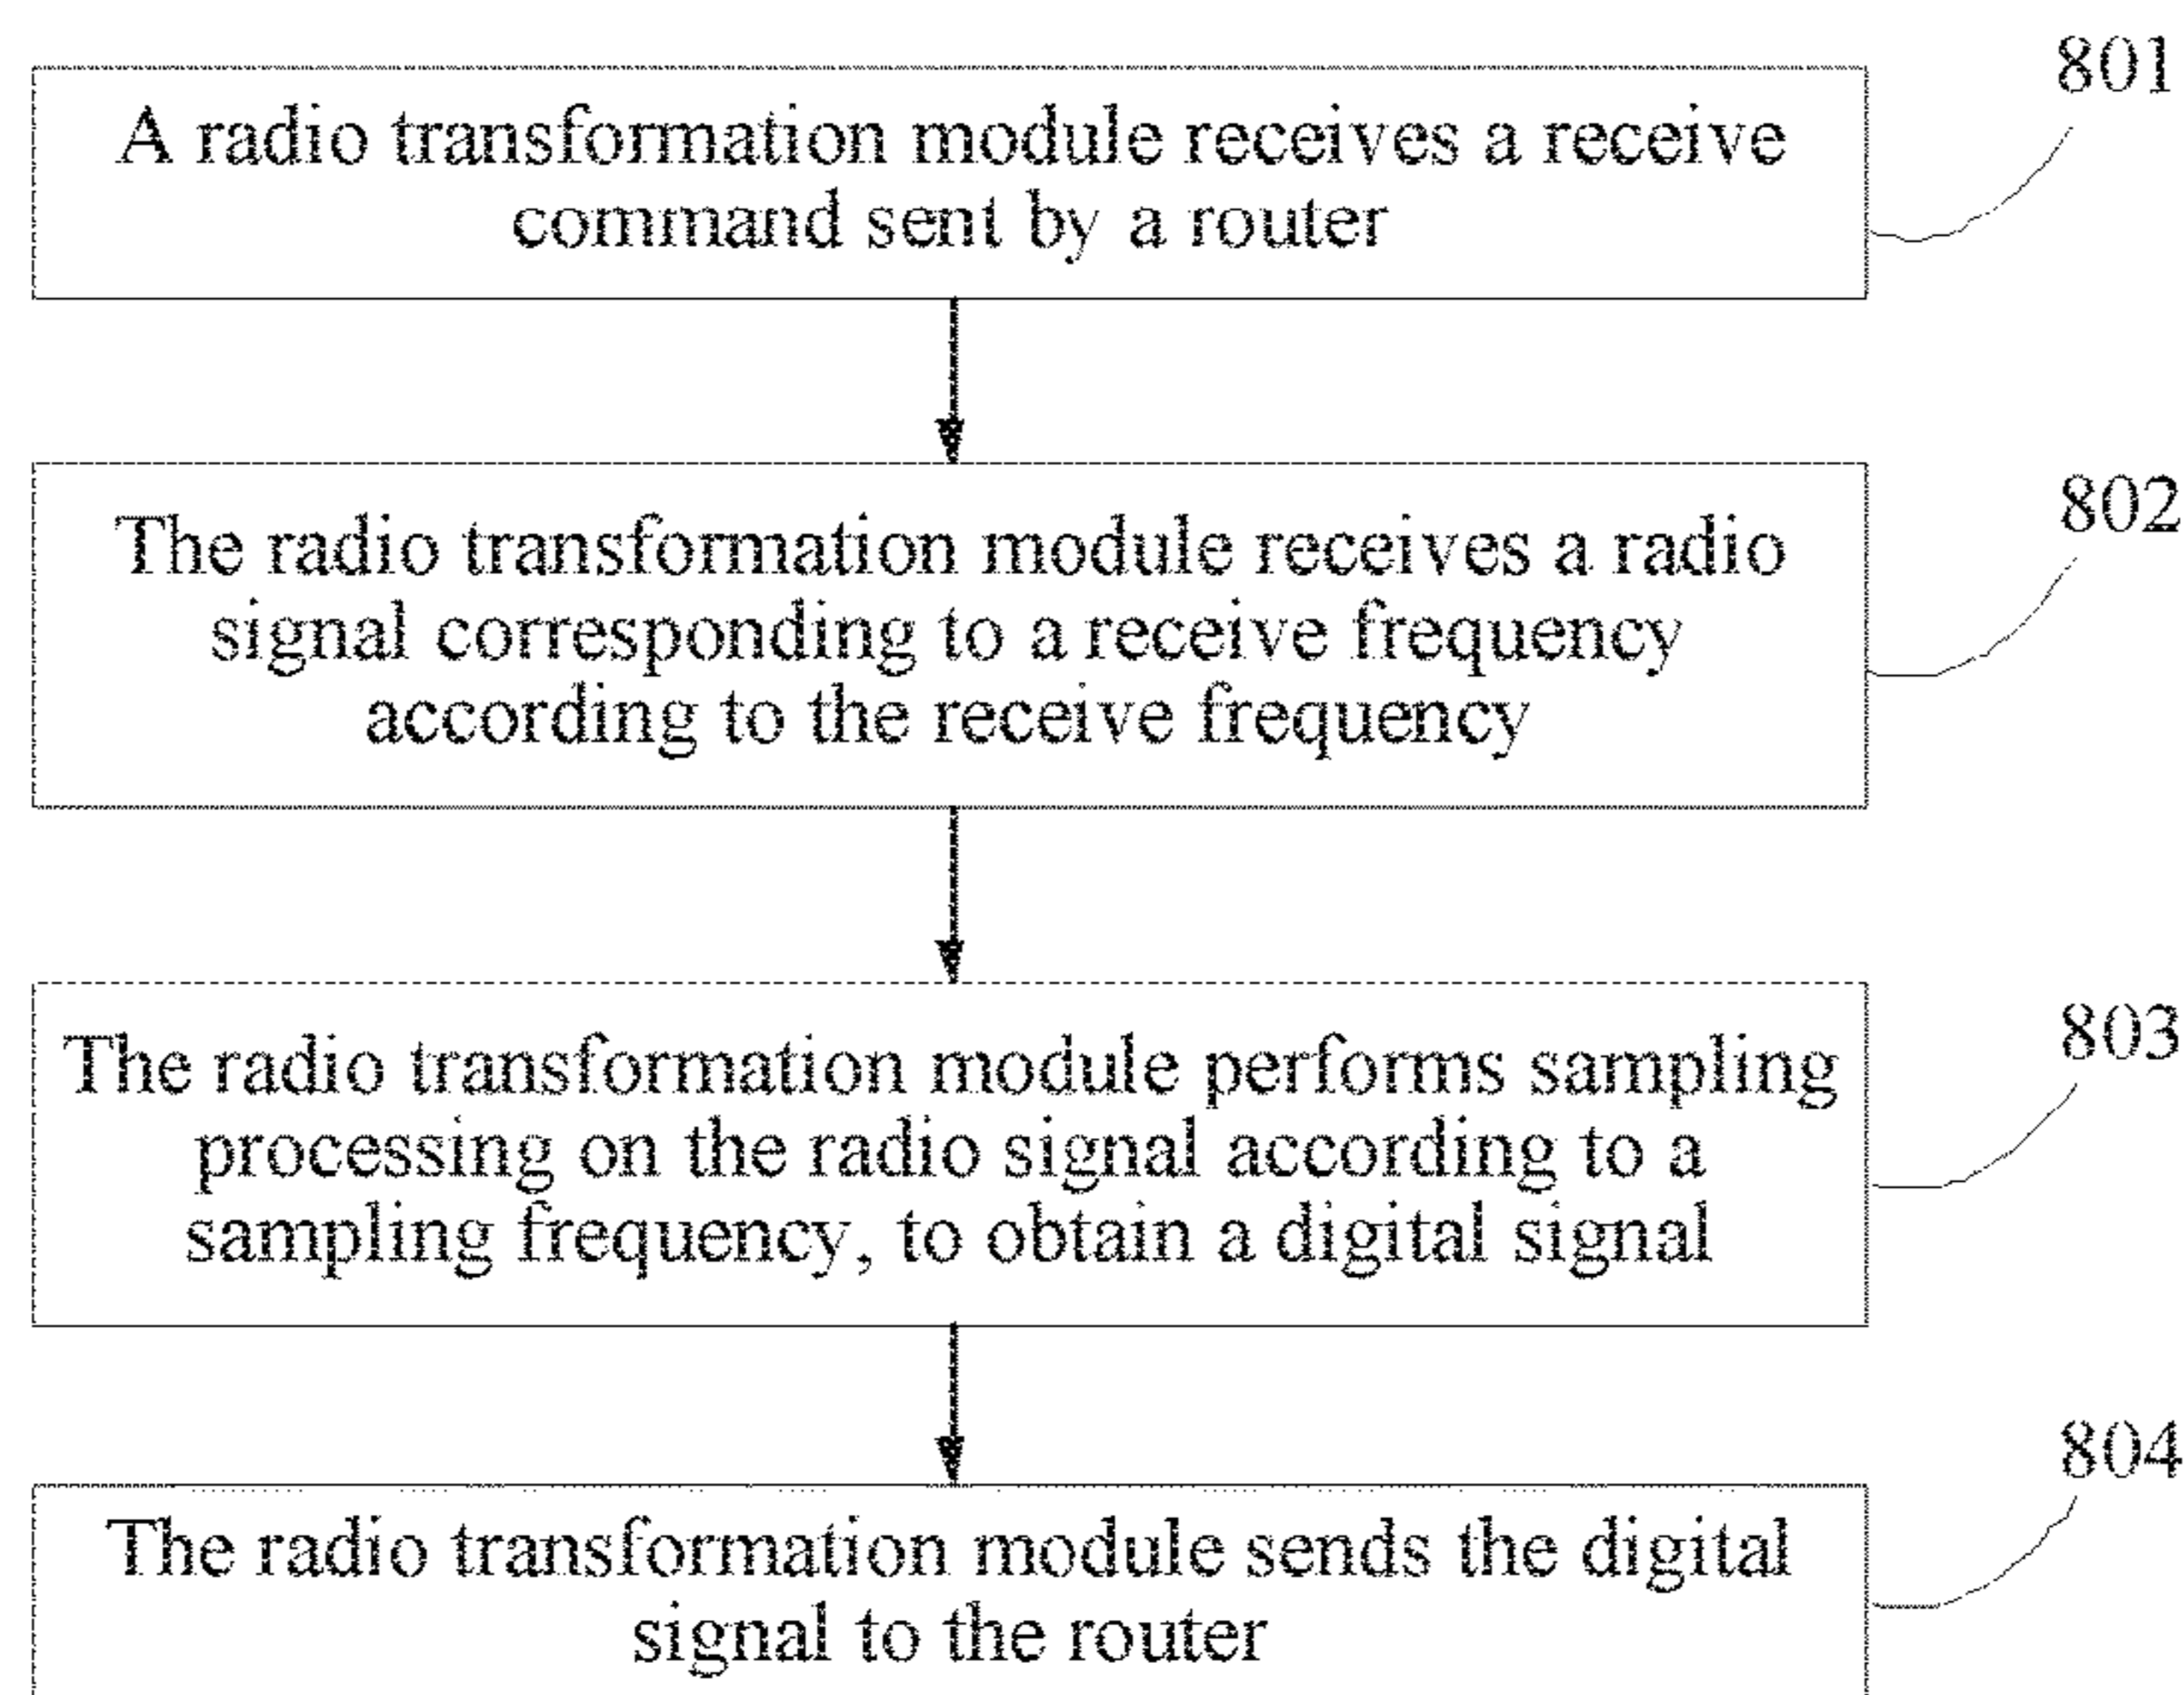 801
A radio transformation module receives a receive
command sent by a router
802
The radio transformation module receives a radio
signal corresponding to a receive frequency
according to the receive frequency
803
The radio transformation module performs sampling
processing on the radio signal according to a
sampling frequency, to obtain a digital signal
804
The radio transformation module sends the digital
signal to the router